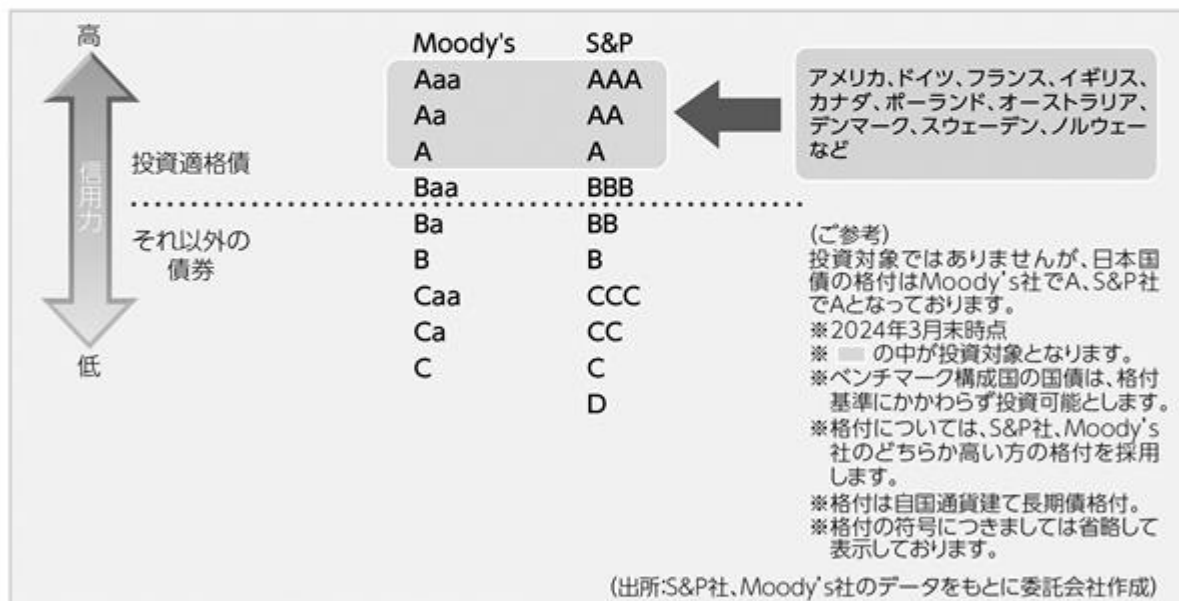 高
信用力
低
投資適格債
それ以外の
債券
Moody's S&P
Aaa AAA
Aa AA
A A
Baa BBB
Ba BB
B B
Caa CCC
Ca CC
C C
D
アメリカ、ドイツ、フランス、イギリス、
カナダ、ポーランド、オーストラリア、
デンマーク、スウェーデン、ノルウェー
など
(ご参考)
投資対象ではありませんが、日本国
債の格付はMoody's社でA、S&P社
でAとなっております。
※2024年3月末時点
※ の中が投資対象となります。
※ベンチマーク構成国の国債は、格付
基準にかかわらず投資可能とします。
※格付については、S&P社、Moody's
社のどちらか高い方の格付を採用
します。
※格付は自国通貨建て長期債格付。
※格付の符号につきましては省略して
表示しております。
(出所:S&P社、Moody's社のデータをもとに委託会社作成)